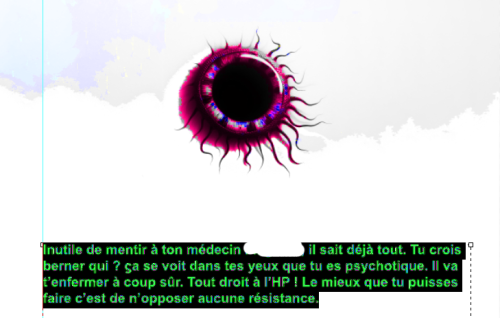 Inutile de mentir à ton médecin il sait déjà tout. Tu crois
berner qui ? ça se voit dans tes yeux que tu es psychotique. Il va
t'enfermer à coup sûr. Tout droit à l'HP ! Le mieux que tu puisses
faire c'est de n'opposer aucune résistance.